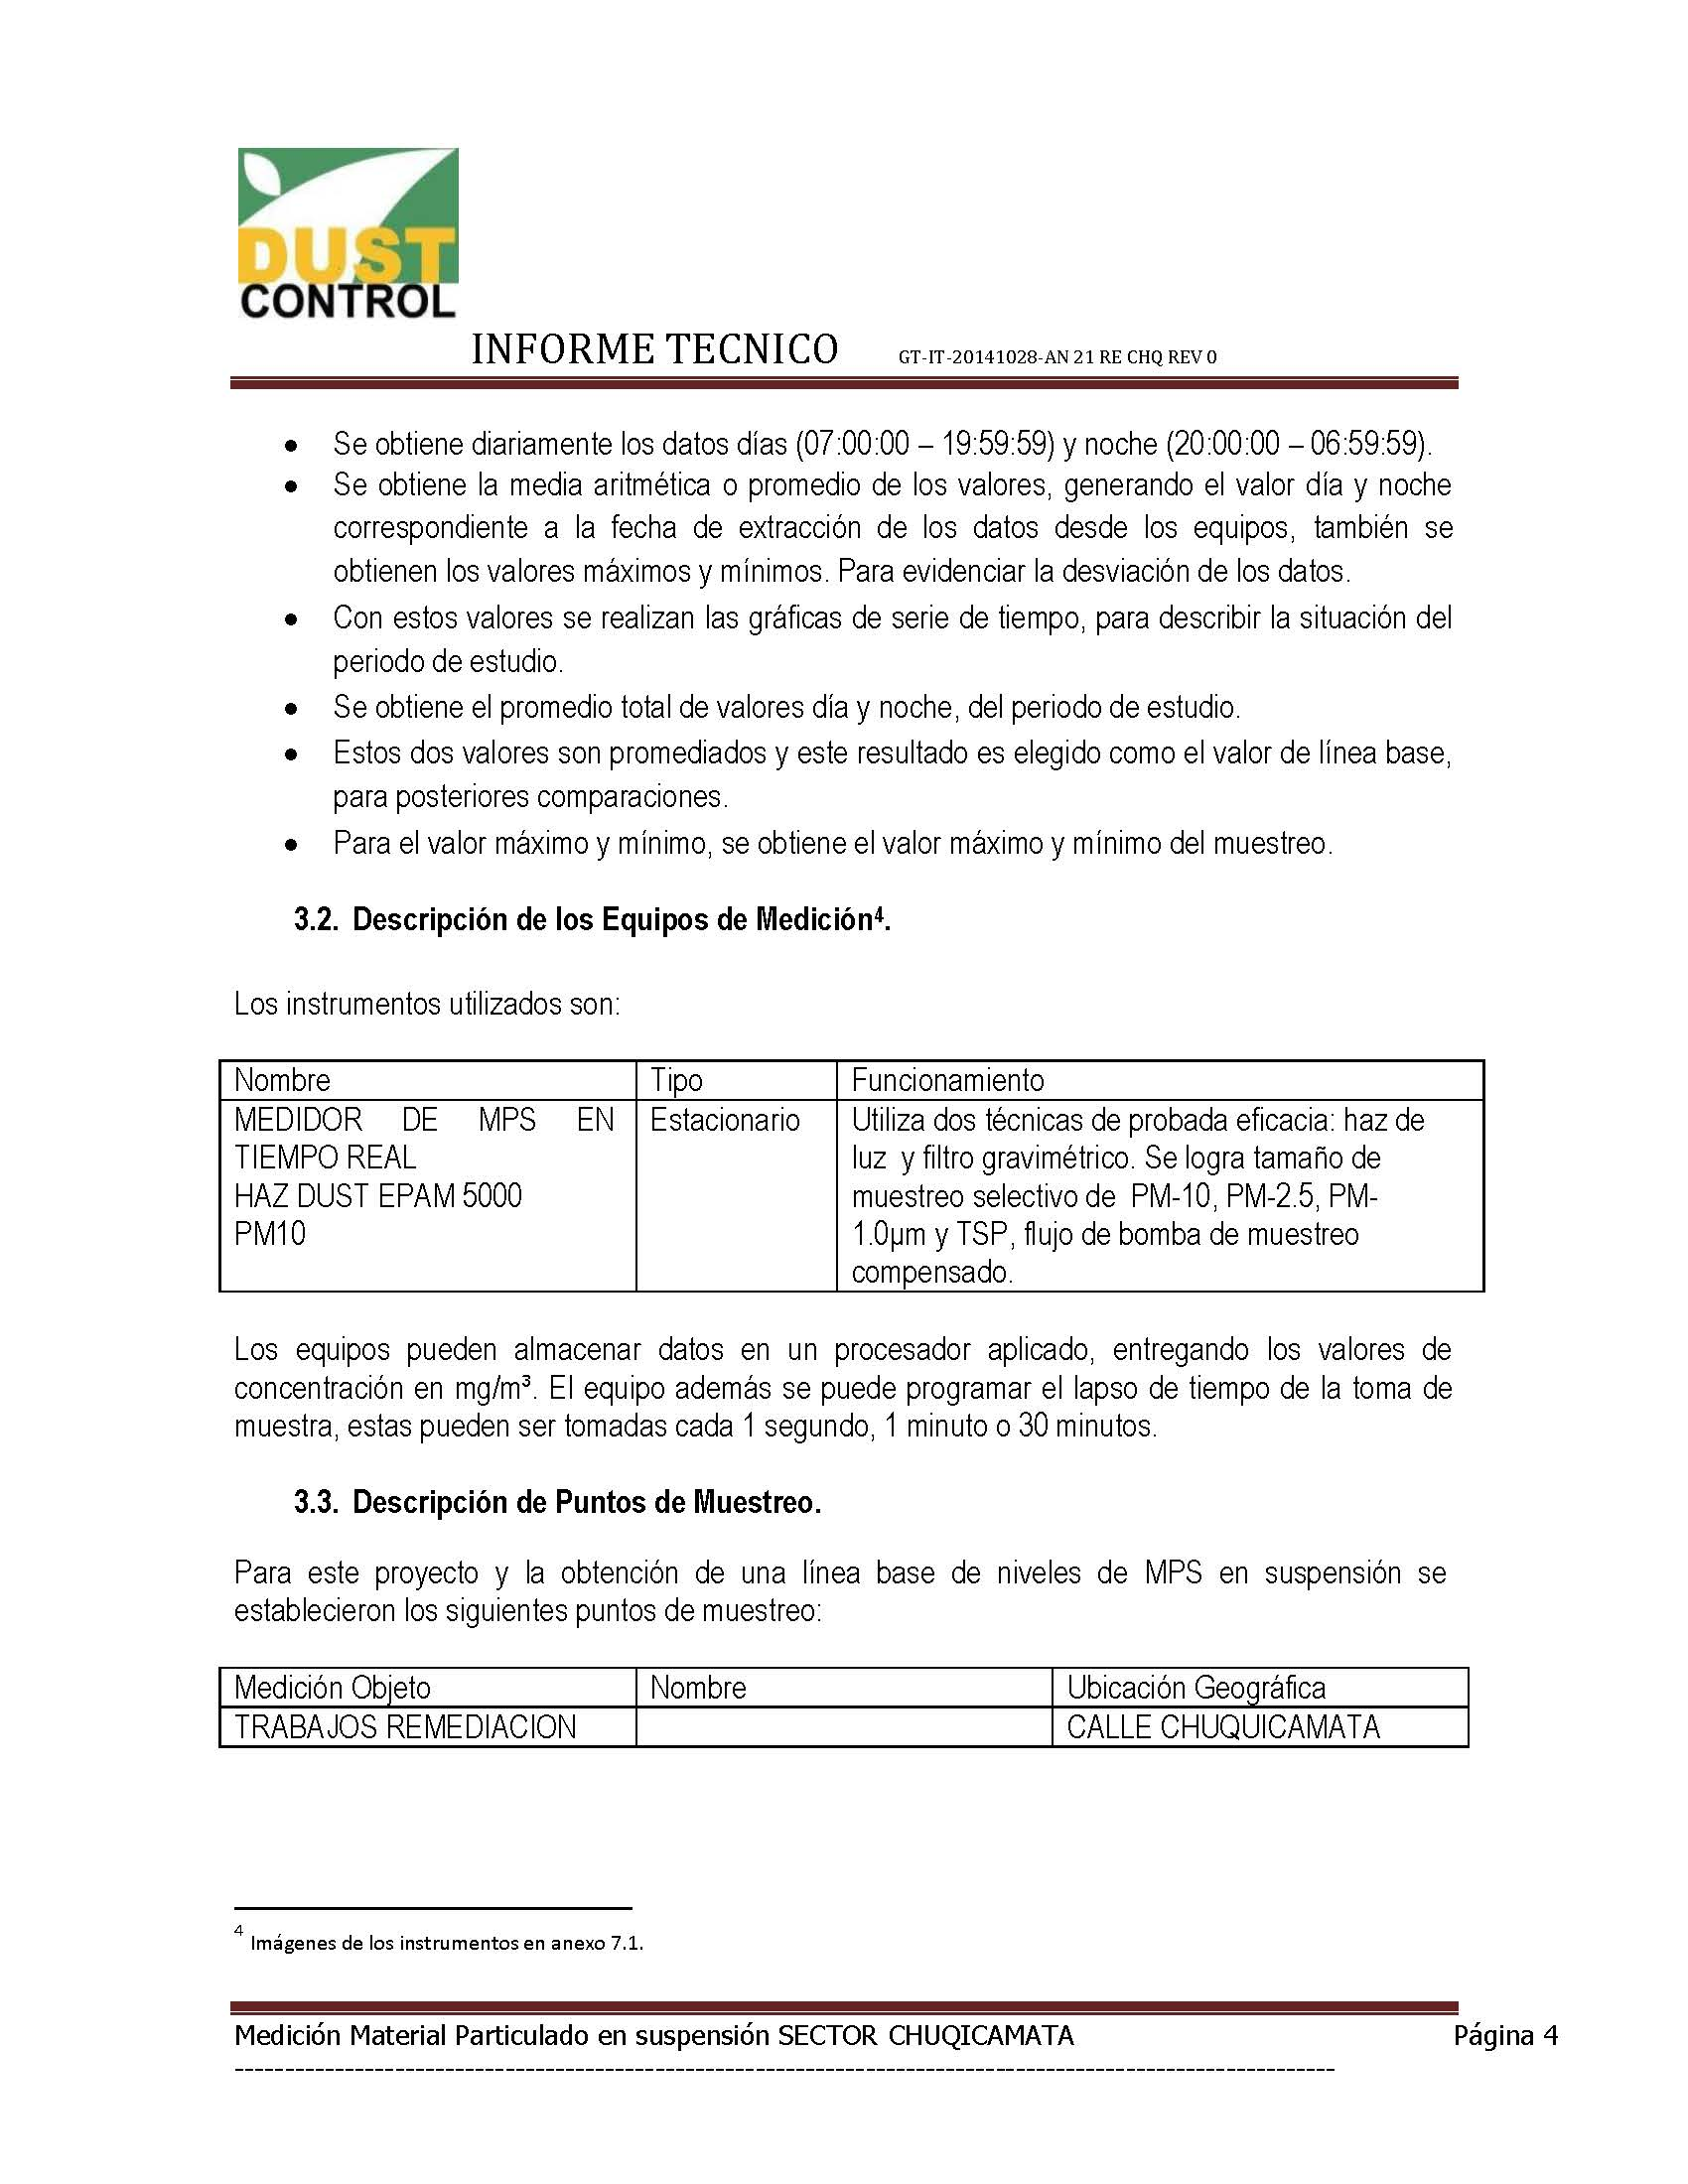 DUST
CONTROL
INFORME TECNICO GT-IT-20141028-AN 21 RE CHQ REV 0
• Se obtiene diariamente los datos días (07:00:00 – 19:59:59) y noche (20:00:00 – 06:59:59).
• Se obtiene la media aritmética o promedio de los valores, generando el valor día y noche
correspondiente a la fecha de extracción de los datos desde los equipos, también se
obtienen los valores máximos y mínimos. Para evidenciar la desviación de los datos.
• Con estos valores se realizan las gráficas de serie de tiempo, para describir la situación del
periodo de estudio.
• Se obtiene el promedio total de valores día y noche, del periodo de estudio.
• Estos dos valores son promediados y este resultado es elegido como el valor de línea base,
para posteriores comparaciones.
• Para el valor máximo y mínimo, se obtiene el valor máximo y mínimo del muestreo.
3.2. Descripción de los Equipos de Medición⁴.
Los instrumentos utilizados son:
Nombre Tipo Funcionamiento
MEDIDOR DE MPS EN Estacionario Utiliza dos técnicas de probada eficacia: haz de
TIEMPO REAL luz y filtro gravimétrico. Se logra tamaño de
HAZ DUST EPAM 5000 muestreo selectivo de PM-10, PM-2.5, PM-
PM10 1.0µm y TSP, flujo de bomba de muestreo
compensado.
Los equipos pueden almacenar datos en un procesador aplicado, entregando los valores de
concentración en mg/m³. El equipo además se puede programar el lapso de tiempo de la toma de
muestra, estas pueden ser tomadas cada 1 segundo, 1 minuto o 30 minutos.
3.3. Descripción de Puntos de Muestreo.
Para este proyecto y la obtención de una línea base de niveles de MPS en suspensión se
establecieron los siguientes puntos de muestreo:
Medición Objeto Nombre Ubicación Geográfica
TRABAJOS REMEDIACION CALLE CHUQUICAMATA
⁴ Imágenes de los instrumentos en anexo 7.1.
Medición Material Particulado en suspensión SECTOR CHUQICAMATA Página 4
--------------------------------------------------------------------------------------------------------------